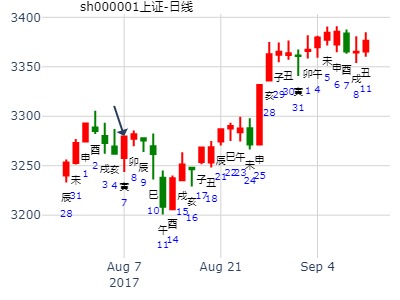 sh000001上证-日线
3400
3350
3300
3250
3200
辰
28
未
31
申
1
酉
2
戌
3
亥
4
寅
7
卯
8
辰
9
巳
10
午
11
酉
14
戌
15
亥
16
子
17
丑
18
辰
21
巳
22
午
23
未
24
申
25
亥
28
子
29
丑
30
寅
31
卯
1
午
4
未
5
申
6
酉
7
戌
8
丑
11
Aug 7
2017
Aug 21
Sep 4